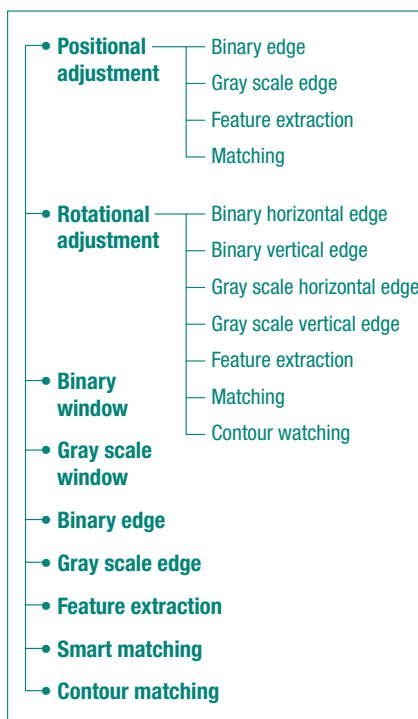 Positional
adjustment
Binary edge
Gray scale edge
Feature extraction
Matching
Rotational
adjustment
Binary horizontal edge
Binary vertical edge
Gray scale horizontal edge
Gray scale vertical edge
Feature extraction
Matching
Contour watching
Binary
window
Gray scale
window
Binary edge
Gray scale edge
Feature extraction
Smart matching
Contour matching